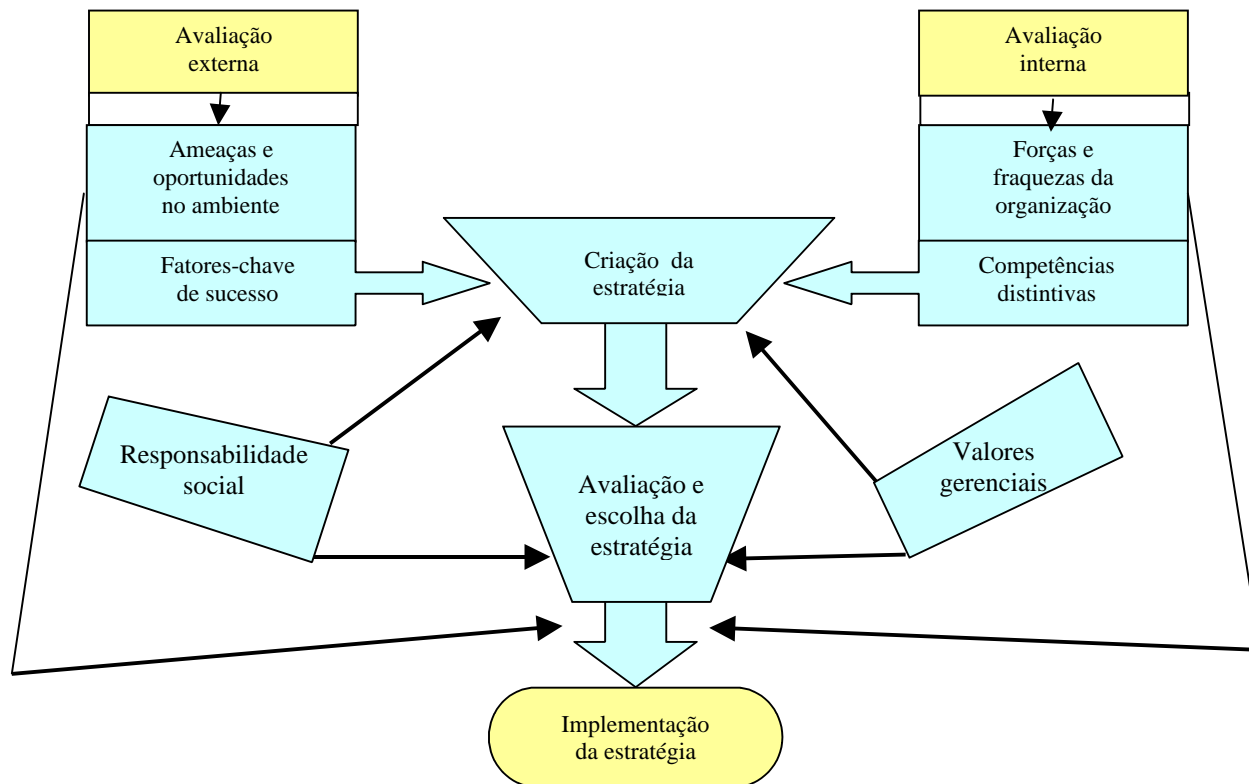 Avaliação
externa
Avaliação
interna
Ameaças e
oportunidades
no ambiente
Forças e
fraquezas da
organização
Fatores-chave
de sucesso
Criação da
estratégia
Competências
distintivas
Responsabilidade
social
Avaliação e
escolha da
estratégia
Valores
gerenciais
Implementação
da estratégia